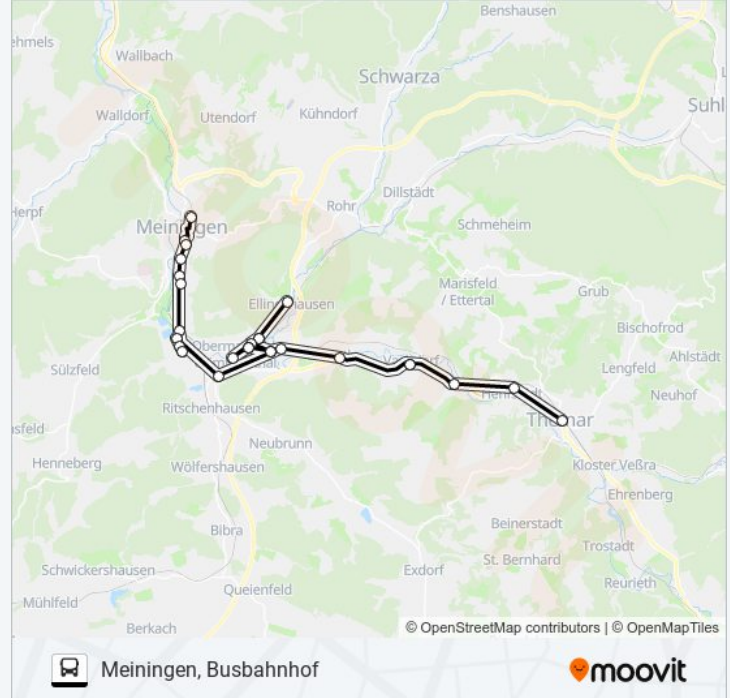 Benshausen
ehmels
Wallbach
Schwarza
Suhl
Walldorf
Utendorf
Kühndorf
Dillstädt
Rohr
Herpf
Meiningen
Schmeheim
Marisfeld
/ Ettertal
Grub
Ellingshausen
Bischofrod
Ahlstädt
Sülzfeld
Lengfeld
Neuhof
Ritschenhausen
Themar
Neubrunn
Henneberg
Wölfershausen
Kloster Veßra
Ehrenberg
Beinerstadt
Bibra
Trostadt
St. Bernhard
Schwickershausen
Exdorf
Reurieth
Mühlfeld
Queienfeld
Berkach
© OpenStreetMap contributors | © OpenMapTiles
Meiningen, Busbahnhof
moovit